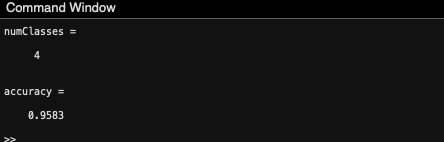 Command Window
numClasses =
4
accuracy =
0.9583
>>